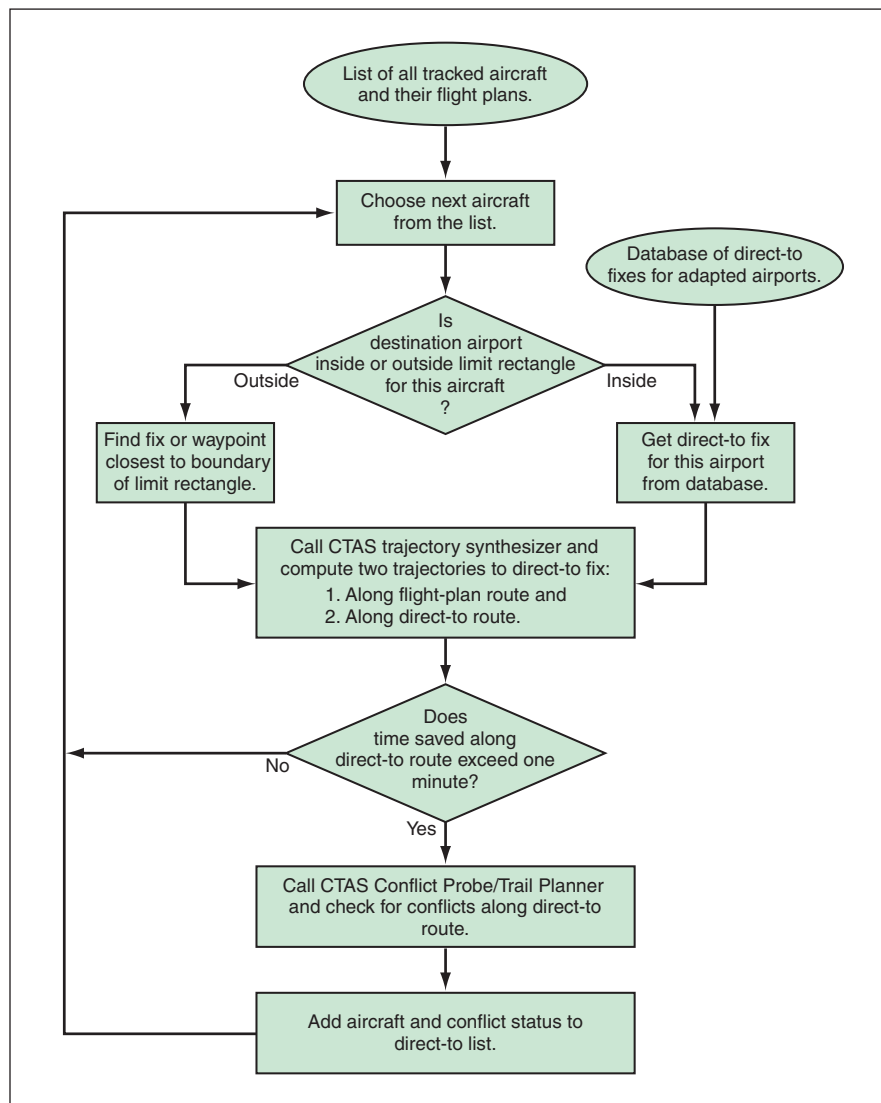 List of all tracked aircraft
and their flight plans.
Choose next aircraft
from the list.
Database of direct-to
fixes for adapted airports.
Is
destination airport
inside or outside limit rectangle
for this aircraft
?
Outside
Inside
Find fix or waypoint
closest to boundary
of limit rectangle.
Get direct-to fix
for this airport
from database.
Call CTAS trajectory synthesizer and
compute two trajectories to direct-to fix:
1. Along flight-plan route and
2. Along direct-to route.
Does
time saved along
direct-to route exceed one
minute?
No
Yes
Call CTAS Conflict Probe/Trail Planner
and check for conflicts along direct-to
route.
Add aircraft and conflict status to
direct-to list.